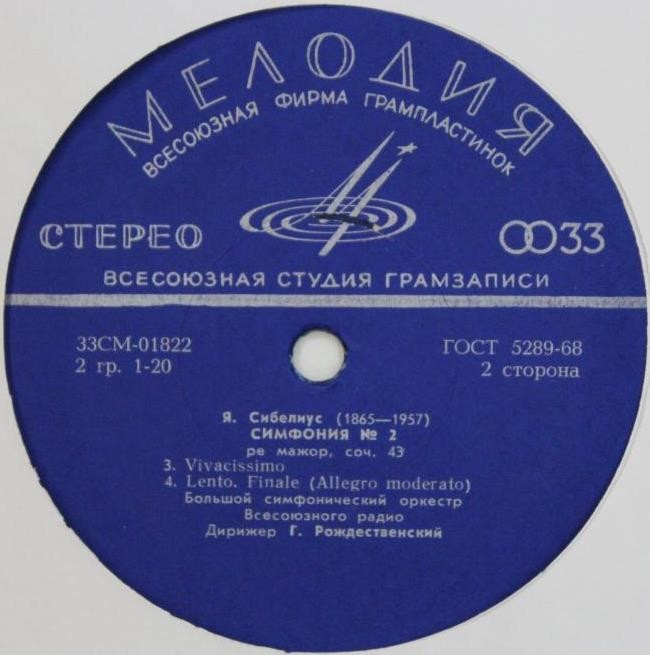 МЕЛОДИЯ
ВСЕСОЮЗНАЯ ФИРМА ГРАМПЛАСТИНОК
СТЕРЕО
33
ВСЕСОЮЗНАЯ СТУДИЯ ГРАМЗАПИСИ
33СМ-01822
ГОСТ 5289-68
2 гр. 1-20
2 сторона
Я. Сибелиус (1865—1957)
СИМФОНИЯ № 2
ре мажор, соч. 43
3. Vivacissimo
4. Lento. Finale (Allegro moderato)
Большой симфонический оркестр
Всесоюзного радио
Дирижер Г. Рождественский